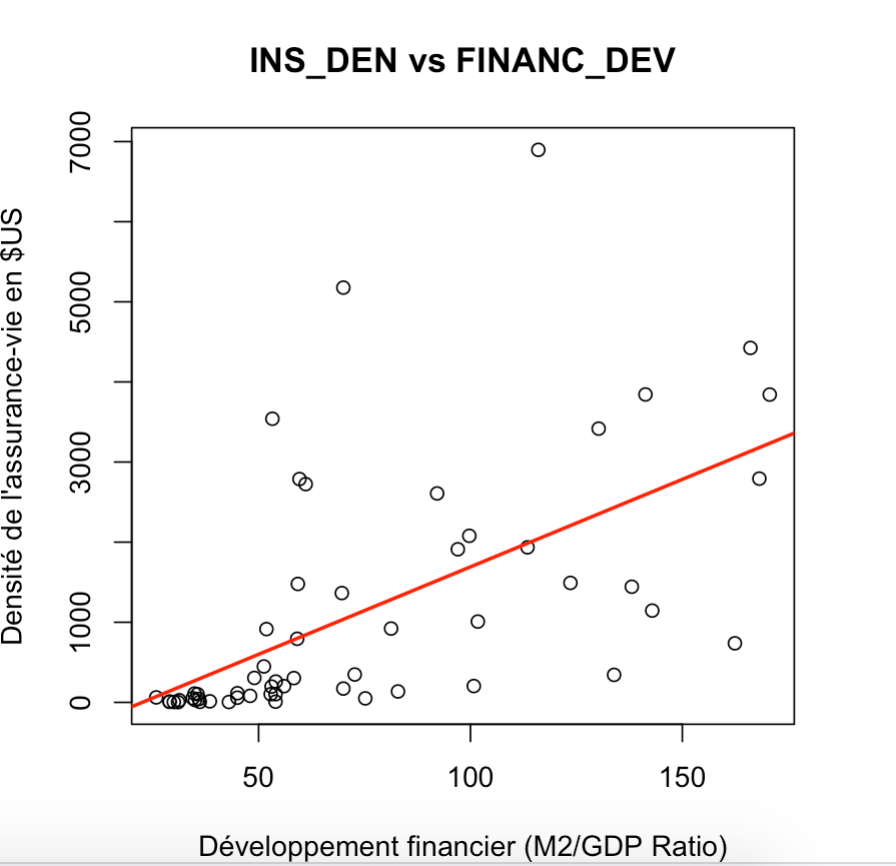 INS_DEN vs FINANC_DEV
7000
5000
3000
1000
0
Densité de l'assurance-vie en $US
50 100 150
Développement financier (M2/GDP Ratio)